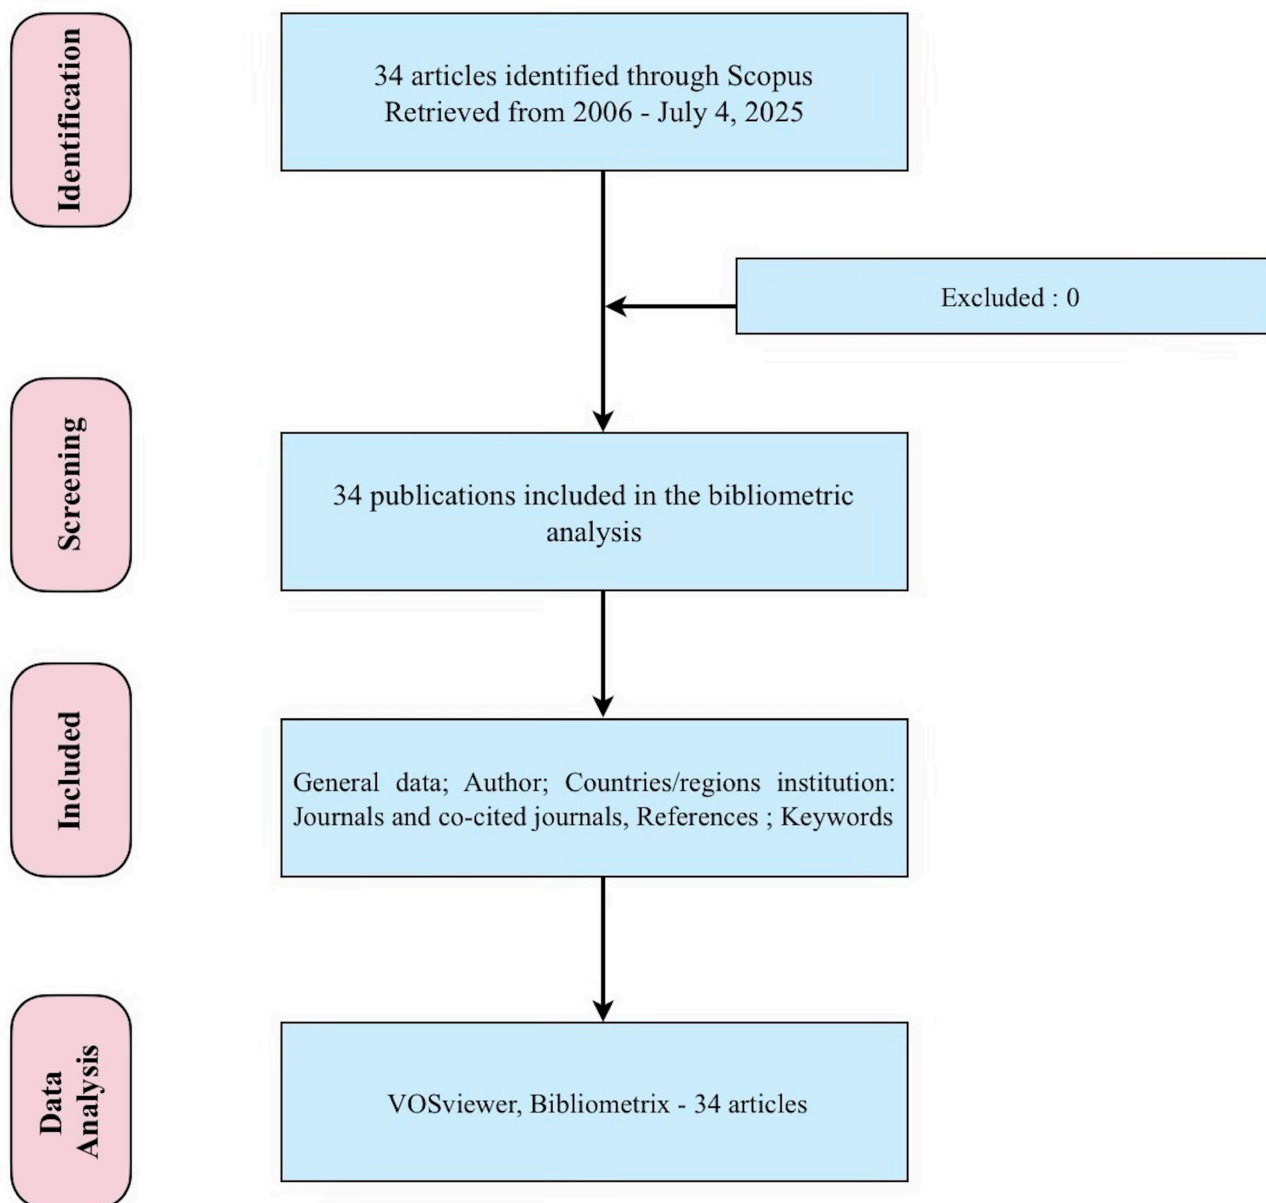 Identification
34 articles identified through Scopus
Retrieved from 2006 - July 4, 2025
Excluded : 0
Screening
34 publications included in the bibliometric
analysis
Included
General data; Author; Countries/regions institution:
Journals and co-cited journals, References ; Keywords
Data
Analysis
VOSviewer, Bibliometrix - 34 articles